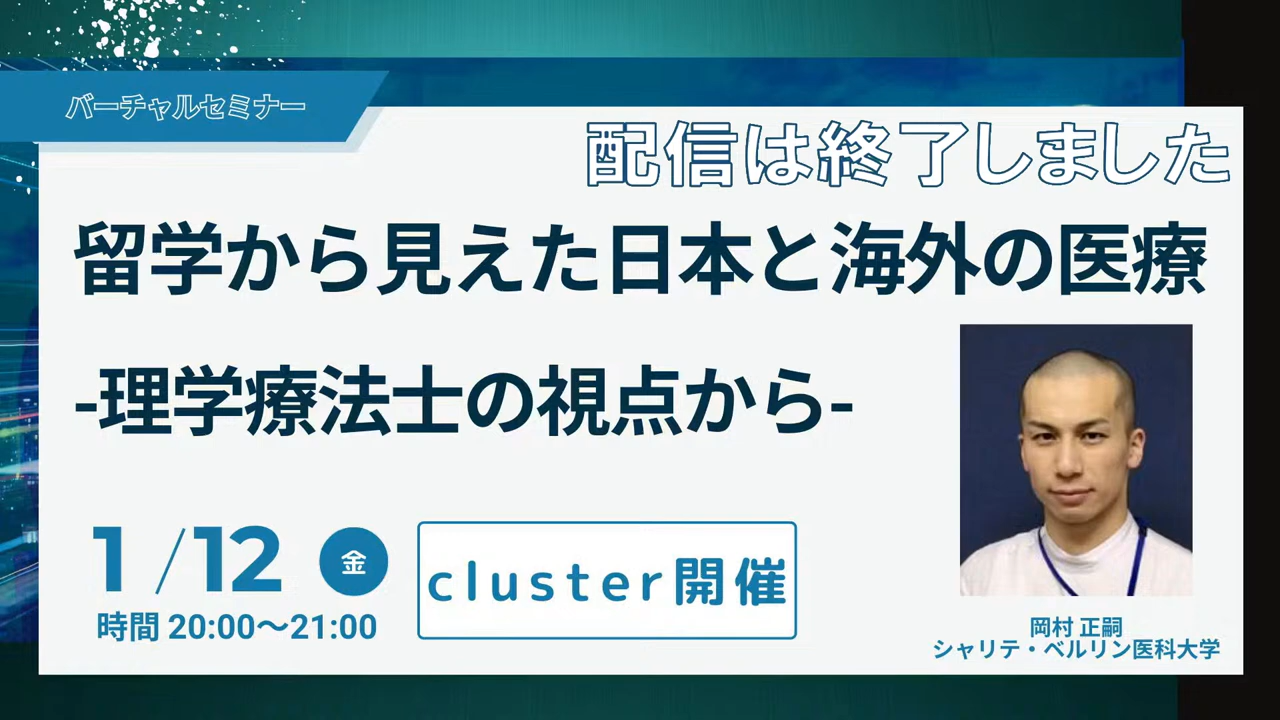 バーチャルセミナー
配信は終了しました
留学から見えた日本と海外の医療
-理学療法士の視点から-
1/12 金
時間 20:00〜21:00
cluster開催
岡村 正嗣
シャリテ・ベルリン医科大学